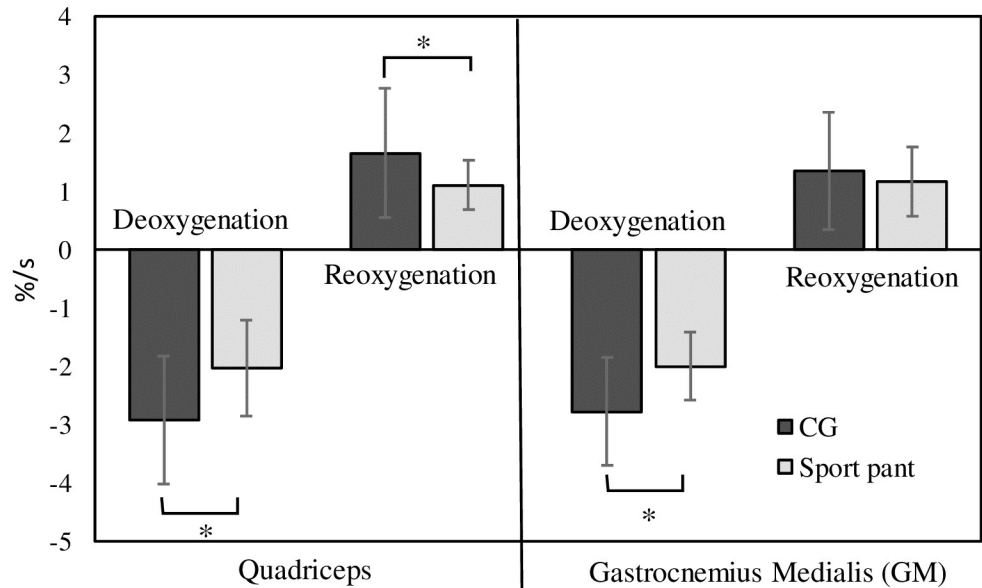 4
3
2
1
0
-1
-2
-3
-4
-5
%/s
Deoxygenation
*
Reoxygenation
*
Quadriceps
Deoxygenation
Reoxygenation
*
CG
Sport pant
Gastrocnemius Medialis (GM)